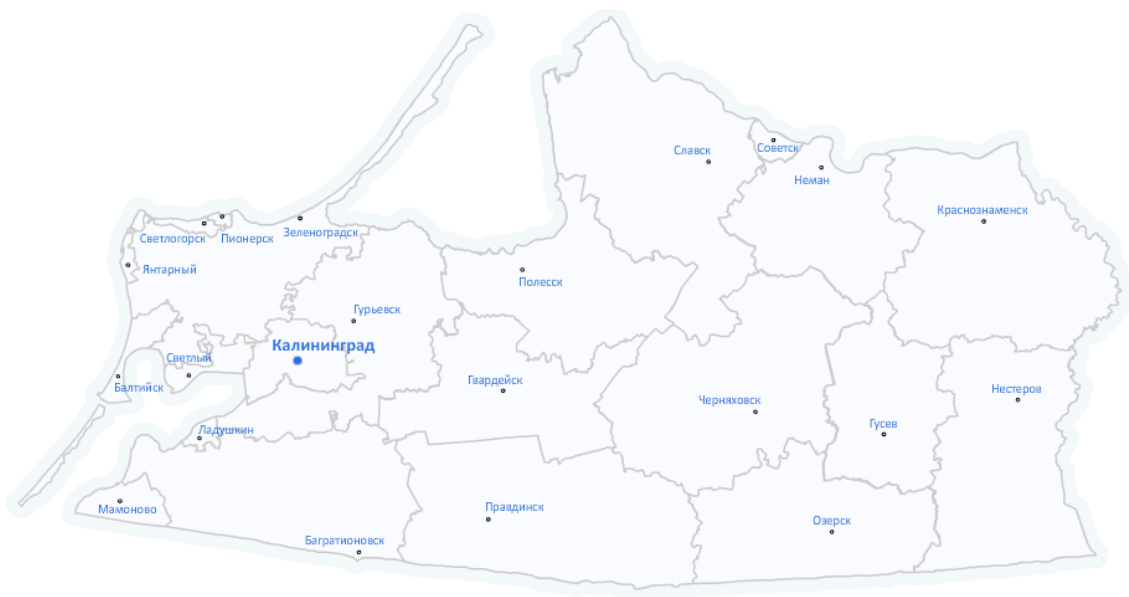 Славск
Советск
Неман
Краснознаменск
Светлогорск
Пионерск
Зеленоградск
Янтарный
Полесск
Гурьевск
Калининград
Светлый
Балтийск
Гвардейск
Нестеров
Черняховск
Гусев
Ладушкин
Мамоново
Правдинск
Озерск
Багратионовск